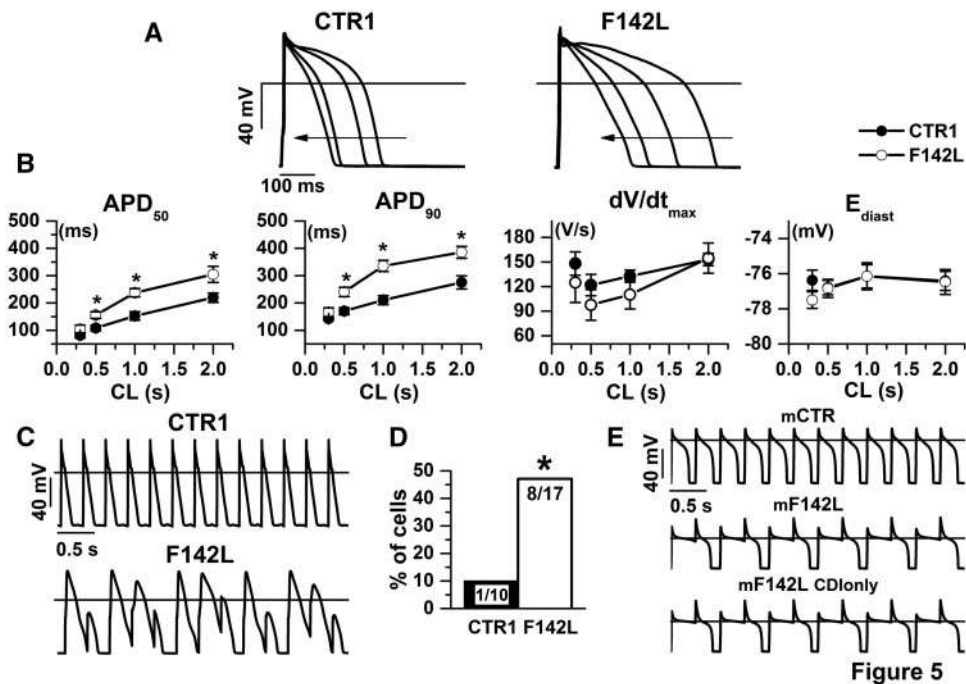 A
CTR1
F142L
40 mV
100 ms
CTR1
F142L
B
APD50
(ms)
500
400
300
200
100
0.0 0.5 1.0 1.5 2.0
CL (s)
APD90
(ms)
500
400
300
200
100
0.0 0.5 1.0 1.5 2.0
CL (s)
dV/dtmax
(V/s)
150
120
90
60
0.0 0.5 1.0 1.5 2.0
CL (s)
Ediast
(mV)
-74
-76
-78
-80
0.0 0.5 1.0 1.5 2.0
CL (s)
* * *
* * *
C
CTR1
40 mV
0.5 s
F142L
D
*
% of cells
50
40
30
20
10
0
1/10
8/17
CTR1 F142L
E
mCTR
40 mV
0.5 s
mF142L
mF142L CDIonly
Figure 5